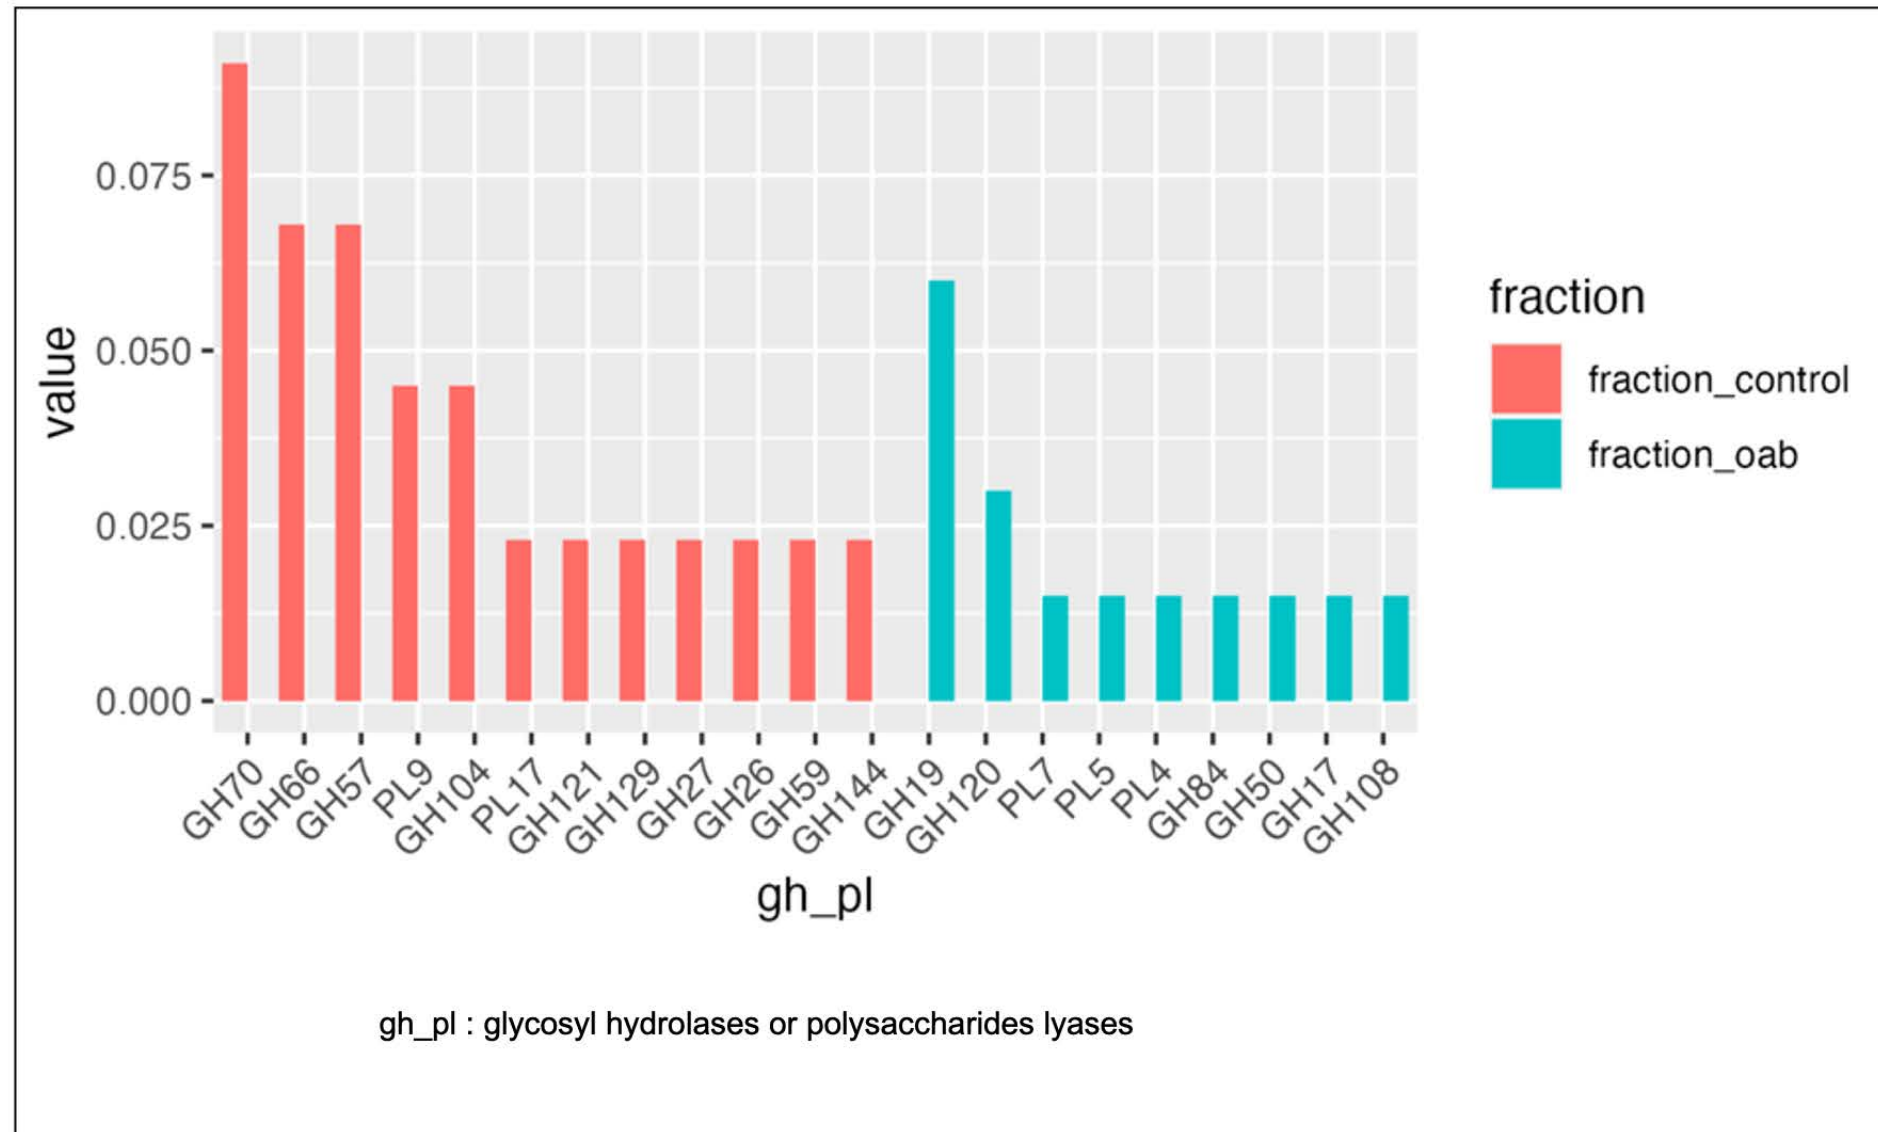 0.075
0.050
0.025
0.000
value
GH70
GH66
GH57
PL9
GH104
PL17
GH121
GH129
GH27
GH26
GH59
GH144
GH19
GH120
PL7
PL5
PL4
GH84
GH50
GH17
GH108
gh_pl
fraction
fraction_control
fraction_oab
gh_pl : glycosyl hydrolases or polysaccharides lyases